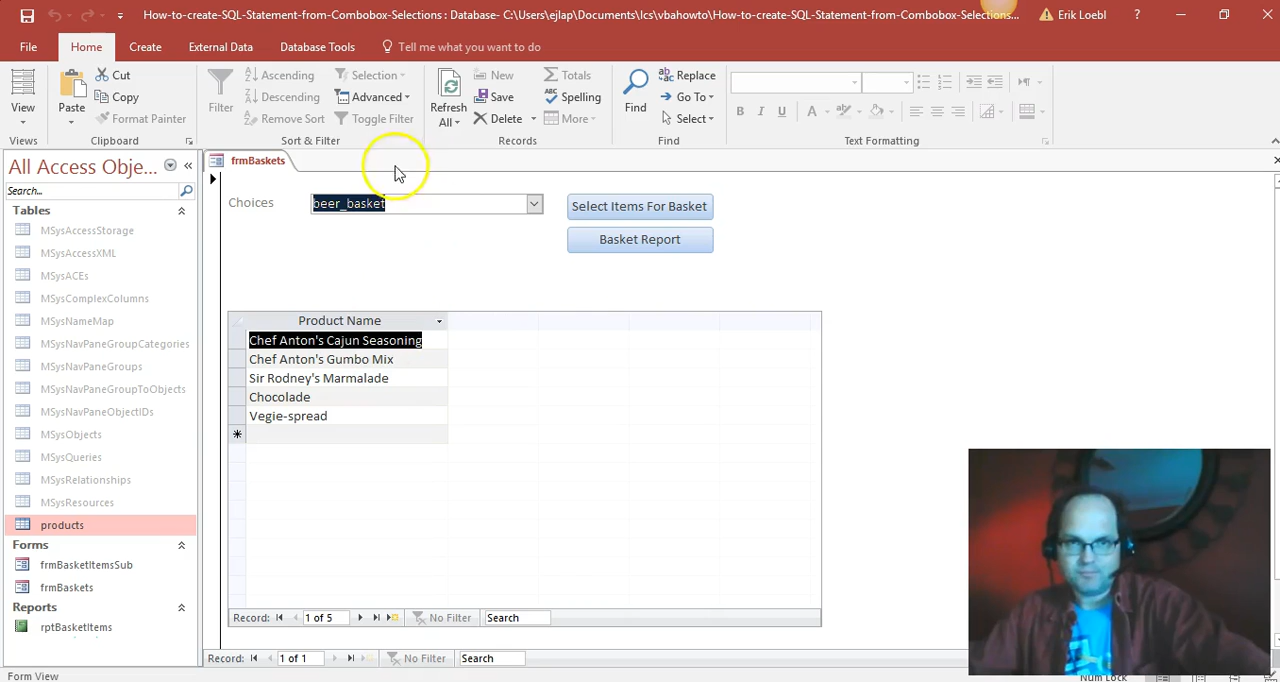 How-to-create-SQL-Statement-from-Combobox-Selections : Database- C:\Users\ejlap\Documents\lcs\vbahowto\How-to-create-SQL-Statement-from-Combobox-Selections...
Erik Loebl
?
File
Home
Create
External Data
Database Tools
Tell me what you want to do
View
Views
Paste
Cut
Copy
Format Painter
Clipboard
Filter
Ascending
Descending
Remove Sort
Selection
Advanced
Toggle Filter
Sort & Filter
Refresh
All
New
Save
Delete
Totals
Spelling
More
Records
Find
Replace
Go To
Select
Find
B I U A
Text Formatting
All Access Obje...
Search...
Tables
MSysAccessStorage
MSysAccessXML
MSysACEs
MSysComplexColumns
MSysNameMap
MSysNavPaneGroupCategories
MSysNavPaneGroups
MSysNavPaneGroupToObjects
MSysNavPaneObjectIDs
MSysObjects
MSysQueries
MSysRelationships
MSysResources
products
Forms
frmBasketItemsSub
frmBaskets
Reports
rptBasketItems
frmBaskets
Choices
beer_basket
Select Items For Basket
Basket Report
Product Name
Chef Anton's Cajun Seasoning
Chef Anton's Gumbo Mix
Sir Rodney's Marmalade
Chocolade
Vegie-spread
Record: 1 of 5 No Filter Search
Record: 1 of 1 No Filter Search
Form View
Num Lock